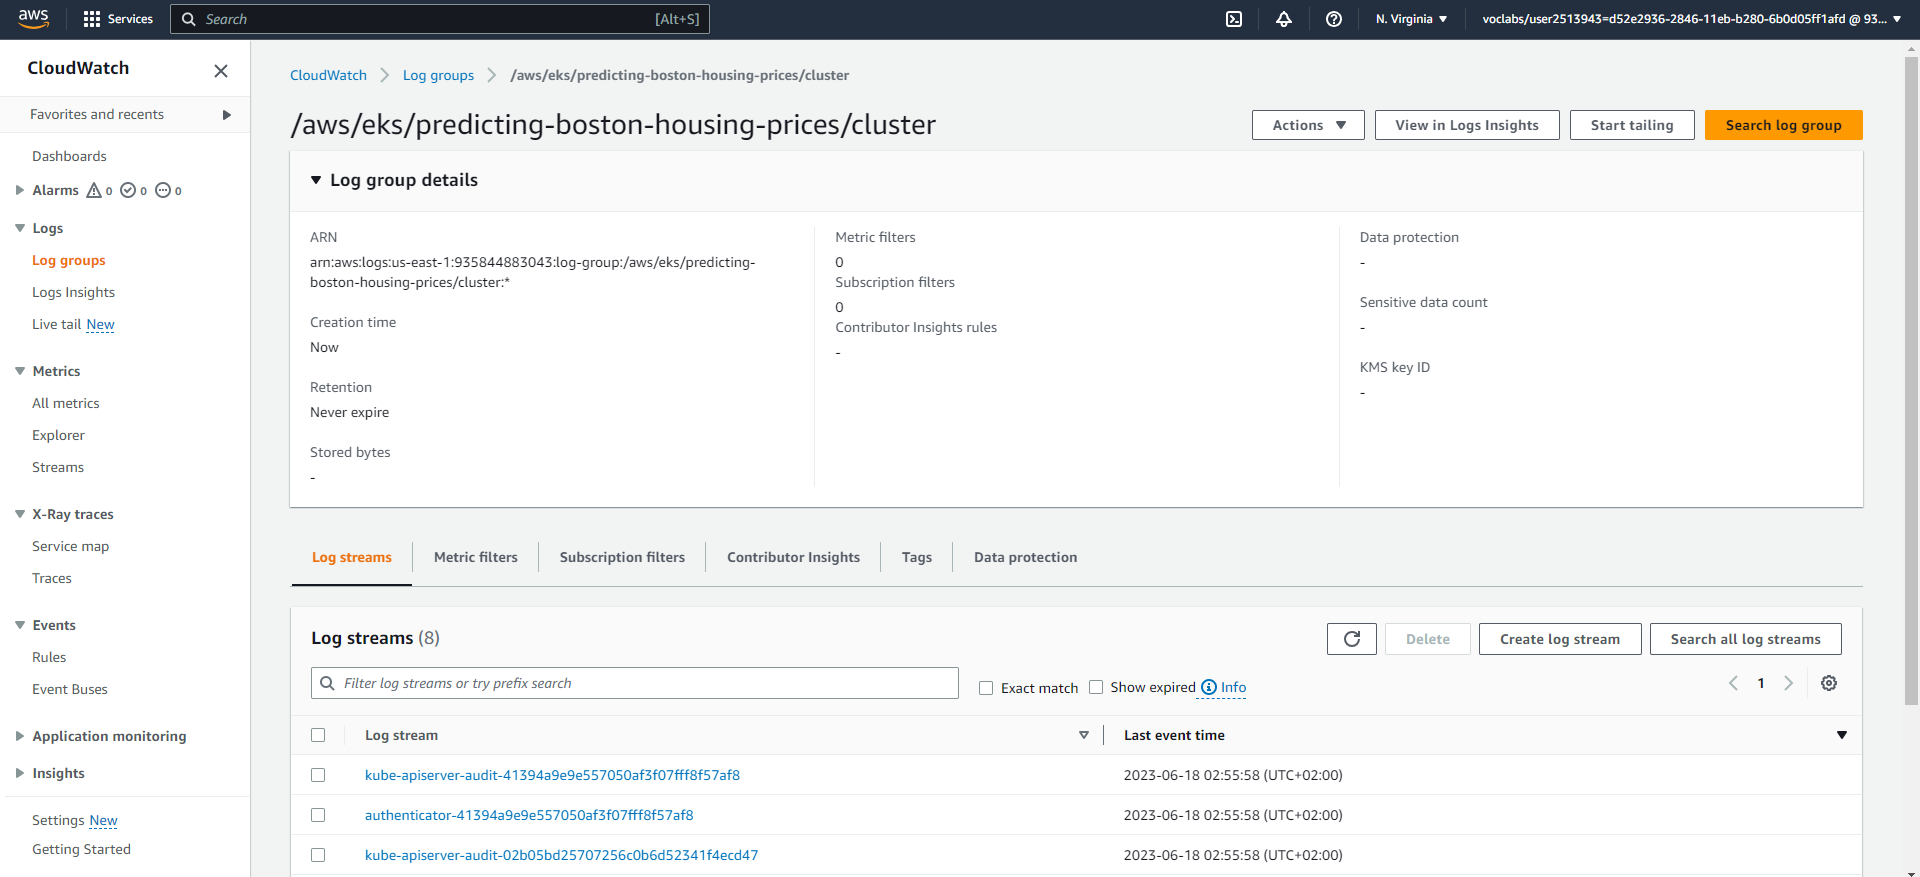 aws
Services
Search
[Alt+S]
N. Virginia
voclabs/user2513943=d52e2936-2846-11eb-b280-6b0d05ff1afd @ 93...
CloudWatch
Favorites and recents
Dashboards
Alarms 0 0 0
Logs
Log groups
Logs Insights
Live tail New
Metrics
All metrics
Explorer
Streams
X-Ray traces
Service map
Traces
Events
Rules
Event Buses
Application monitoring
Insights
Settings New
Getting Started
CloudWatch
Log groups
/aws/eks/predicting-boston-housing-prices/cluster
/aws/eks/predicting-boston-housing-prices/cluster
Actions
View in Logs Insights
Start tailing
Search log group
Log group details
ARN
arn:aws:logs:us-east-1:935844883043:log-group:/aws/eks/predicting-
boston-housing-prices/cluster:*
Creation time
Now
Retention
Never expire
Stored bytes
-
Metric filters
0
Subscription filters
0
Contributor Insights rules
-
Data protection
-
Sensitive data count
-
KMS key ID
-
Log streams
Metric filters
Subscription filters
Contributor Insights
Tags
Data protection
Log streams (8)
Delete
Create log stream
Search all log streams
Filter log streams or try prefix search
Exact match
Show expired
Info
1
Log stream
Last event time
kube-apiserver-audit-41394a9e9e557050af3f07fff8f57af8
2023-06-18 02:55:58 (UTC+02:00)
authenticator-41394a9e9e557050af3f07fff8f57af8
2023-06-18 02:55:58 (UTC+02:00)
kube-apiserver-audit-02b05bd25707256c0b6d52341f4ecd47
2023-06-18 02:55:58 (UTC+02:00)